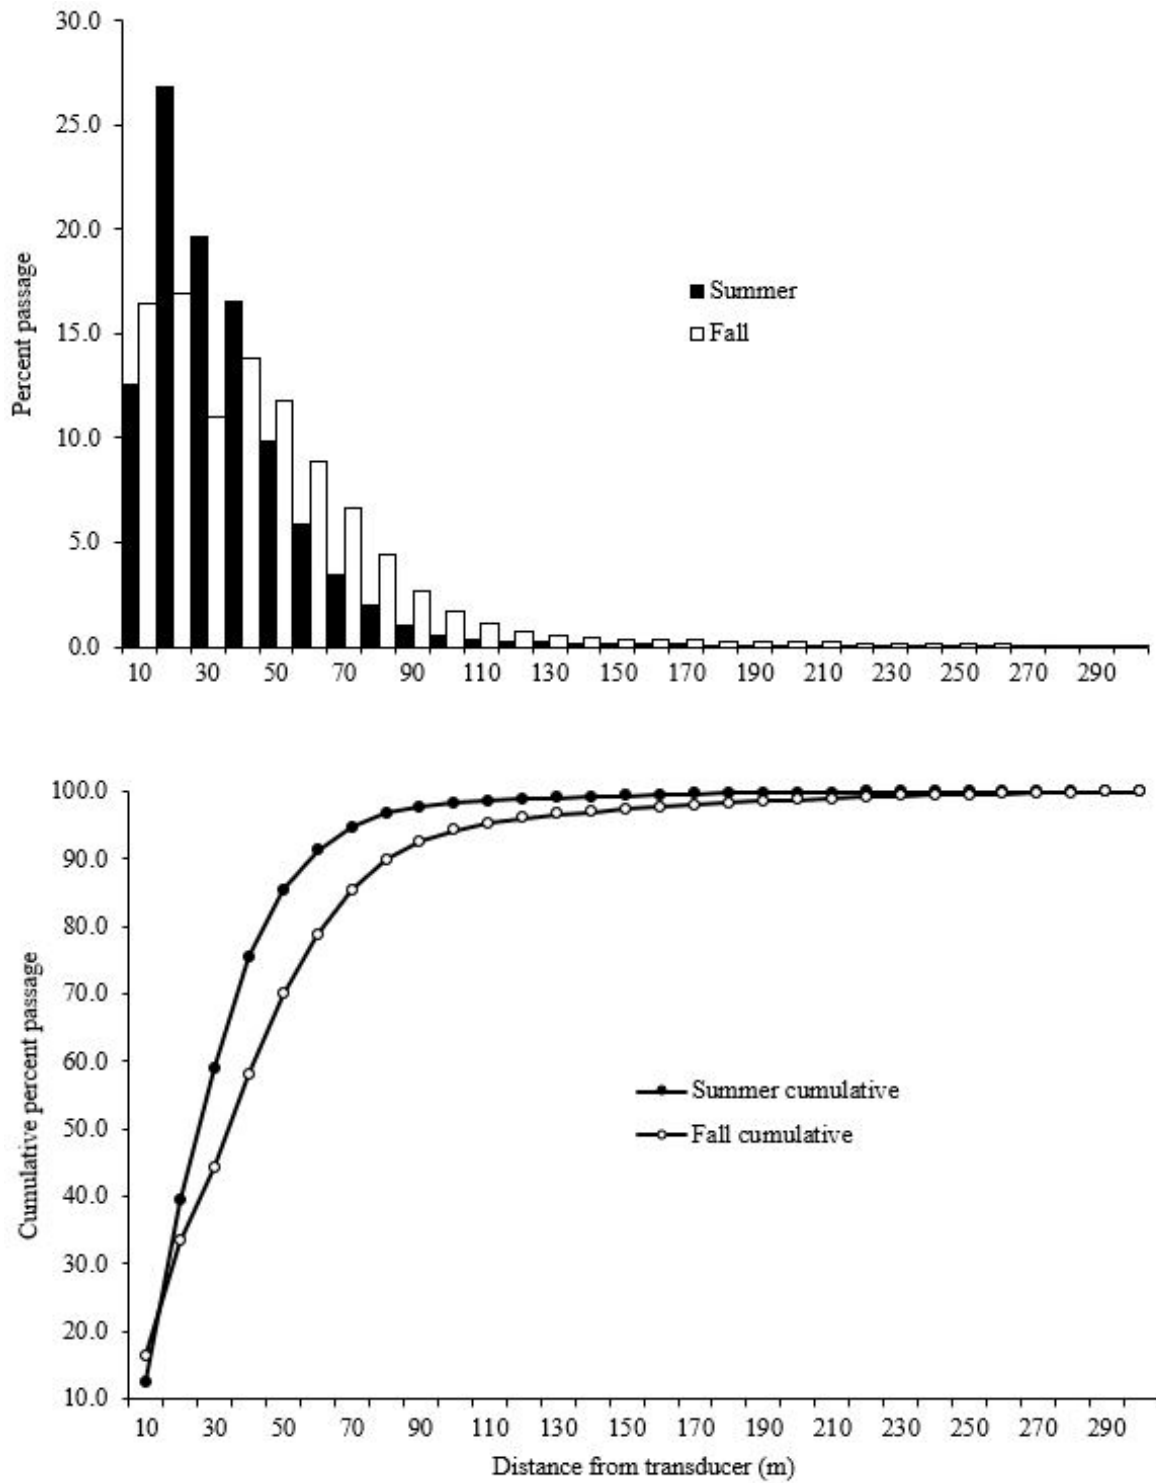 30.0
25.0
20.0
15.0
10.0
5.0
0.0
Percent passage
Summer
Fall
10 30 50 70 90 110 130 150 170 190 210 230 250 270 290
100.0
90.0
80.0
70.0
60.0
50.0
40.0
30.0
20.0
10.0
Cumulative percent passage
Summer cumulative
Fall cumulative
10 30 50 70 90 110 130 150 170 190 210 230 250 270 290
Distance from transducer (m)